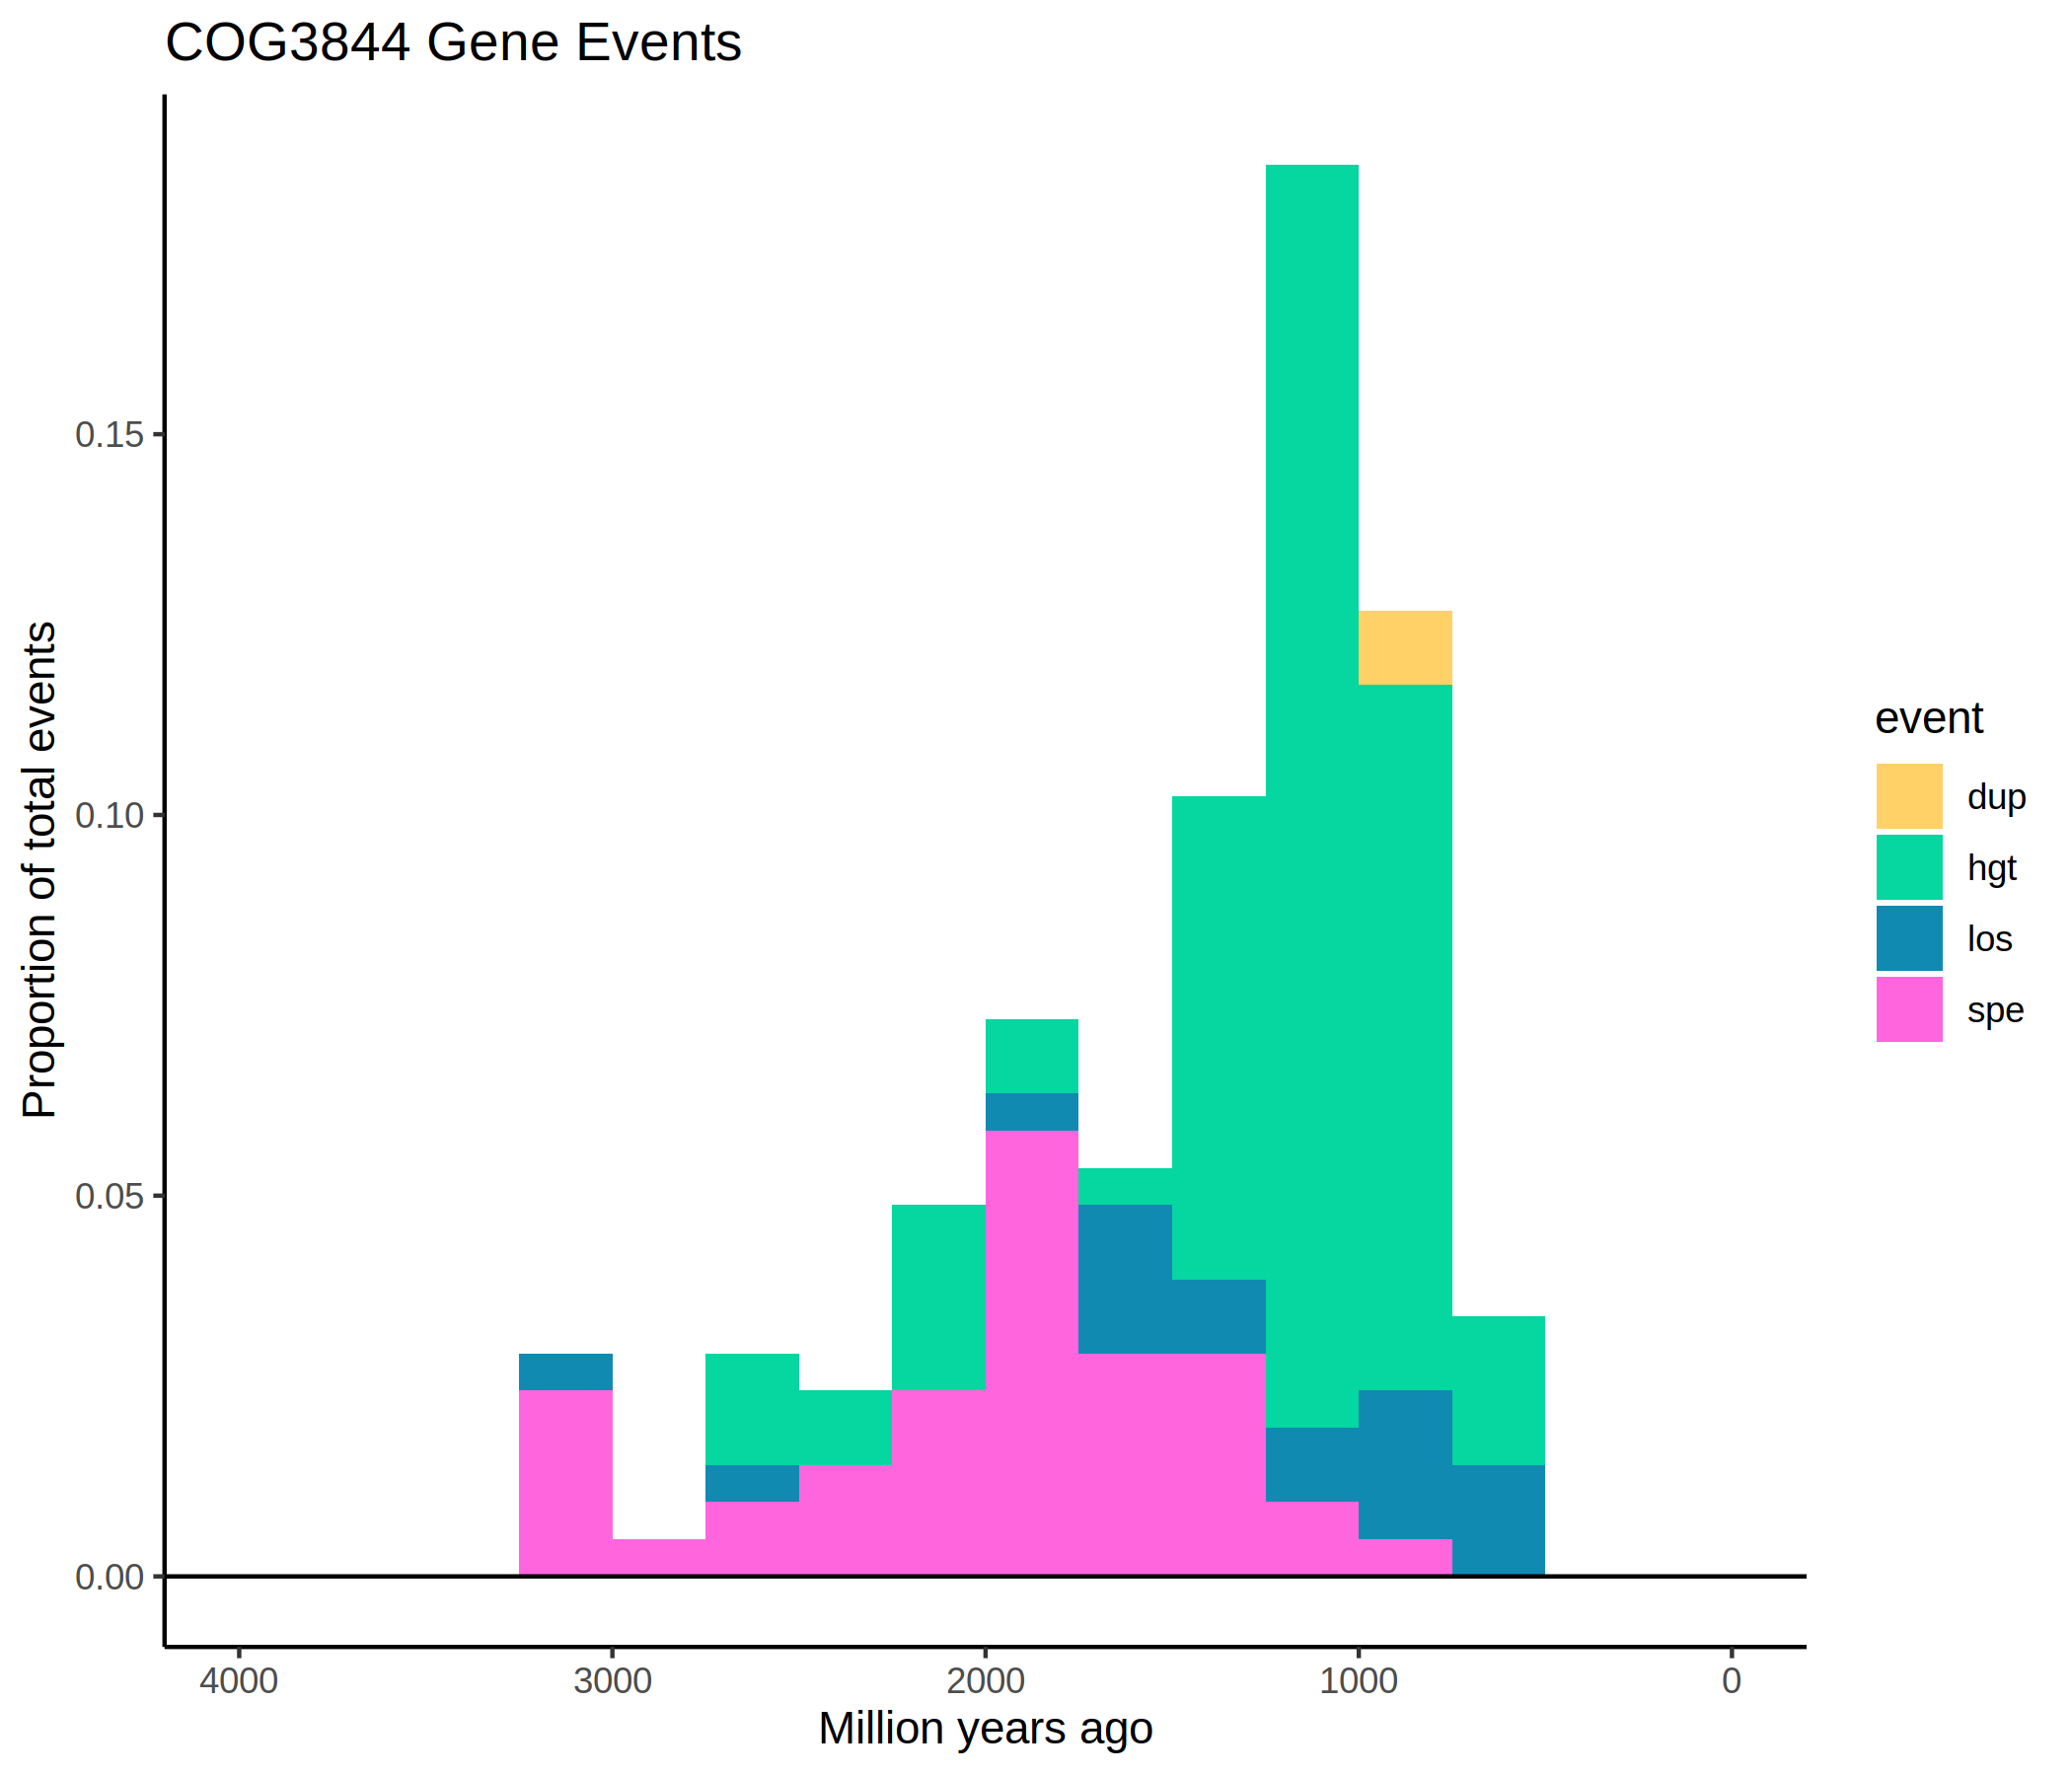 COG3844 Gene Events
Proportion of total events
0.15
0.10
0.05
0.00
4000 3000 2000 1000 0
Million years ago
event
dup
hgt
los
spe